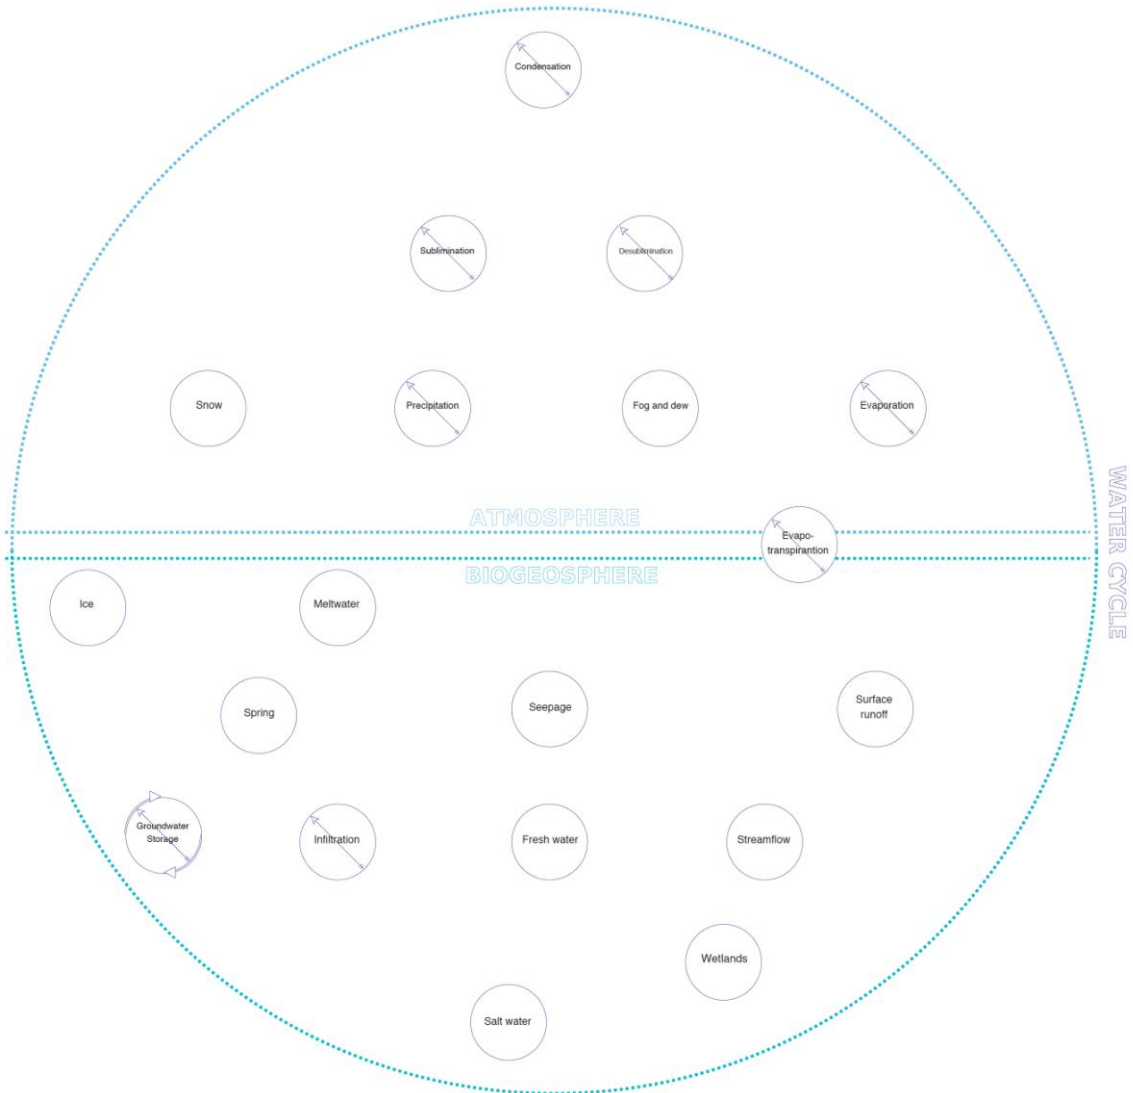 Condensation
Sublimination
Desublimination
Snow
Precipitation
Fog and dew
Evaporation
ATMOSPHERE
Evapo-
transpirantion
WATER CYCLE
BIOGEOSPHERE
Ice
Meltwater
Spring
Seepage
Surface
runoff
Groundwater
Storage
Infiltration
Fresh water
Streamflow
Wetlands
Salt water